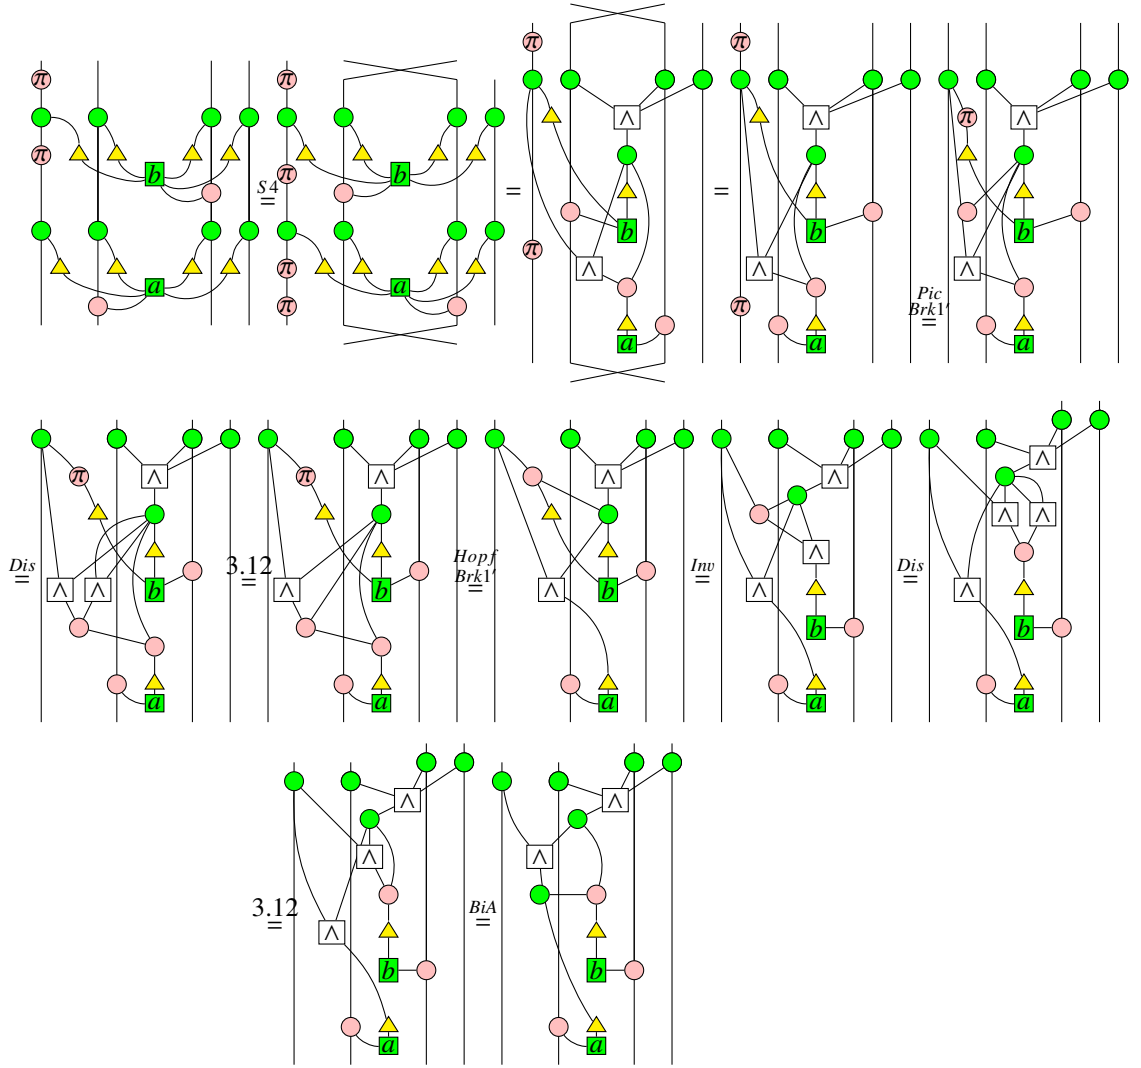 π π π π
∧ ∧ ∧
π b S4 = π b = b = b π
π ∧ ∧ ∧
a π a π Pic
π a a Brk1′ a
=
∧ ∧ ∧ ∧ ∧
π π ∧ ∧
Dis = 3.12 = Hopf Brk1′ = Inv = ∧ Dis =
∧ ∧ b ∧ b ∧ b ∧ b ∧ b
a a a a a
∧ ∧
∧ ∧
3.12 = ∧ BiA =
b b
a a